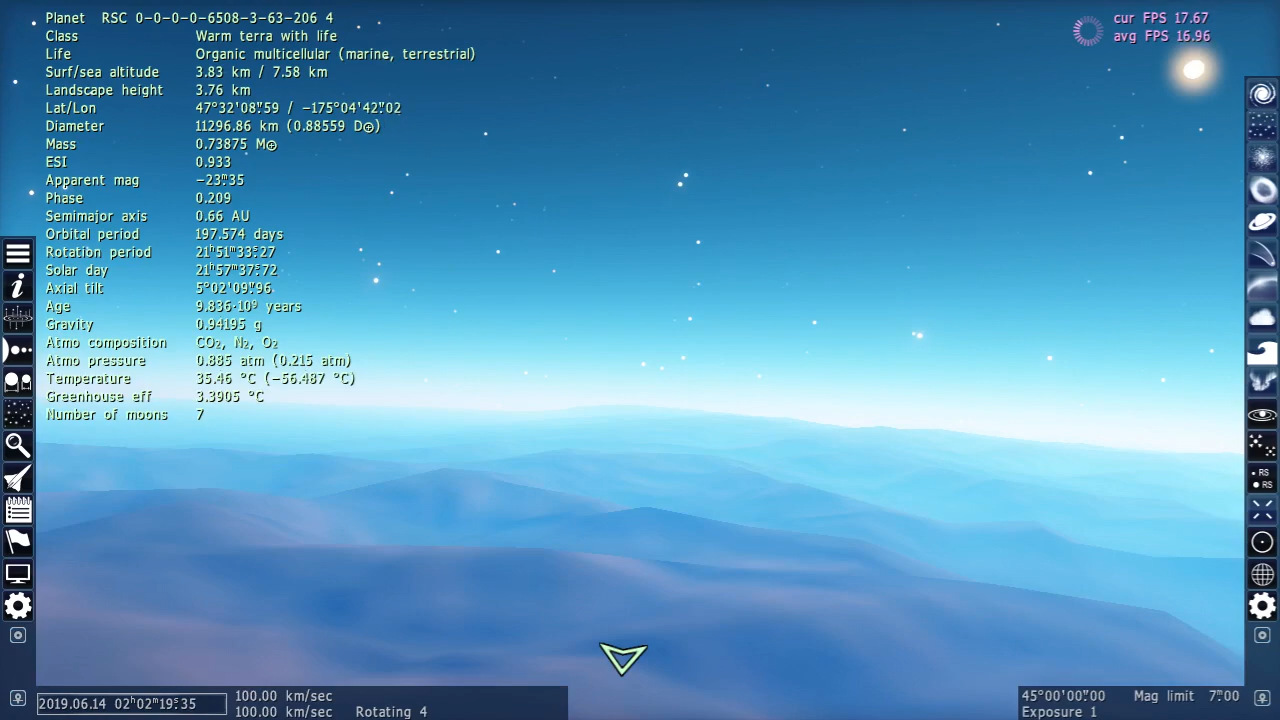 Planet RSC 0-0-0-0-6508-3-63-206 4
Class Warm terra with life
Life Organic multicellular (marine, terrestrial)
Surf/sea altitude 3.83 km / 7.58 km
Landscape height 3.76 km
Lat/Lon 47°32'08"59 / −175°04'42"02
Diameter 11296.86 km (0.88559 D⊕)
Mass 0.73875 M⊕
ESI 0.933
Apparent mag −23ᵐ35
Phase 0.209
Semimajor axis 0.66 AU
Orbital period 197.574 days
Rotation period 21ʰ51ᵐ33ˢ27
Solar day 21ʰ57ᵐ37ˢ72
Axial tilt 5°02'09"96
Age 9.836·10⁹ years
Gravity 0.94195 g
Atmo composition CO₂, N₂, O₂
Atmo pressure 0.885 atm (0.215 atm)
Temperature 35.46 °C (−56.487 °C)
Greenhouse eff 3.3905 °C
Number of moons 7
cur FPS 17.67
avg FPS 16.96
RS
RS
2019.06.14 02ʰ02ᵐ19ˢ35
100.00 km/sec
100.00 km/sec Rotating 4
45°00'00"00 Mag limit 7ᵐ00
Exposure 1